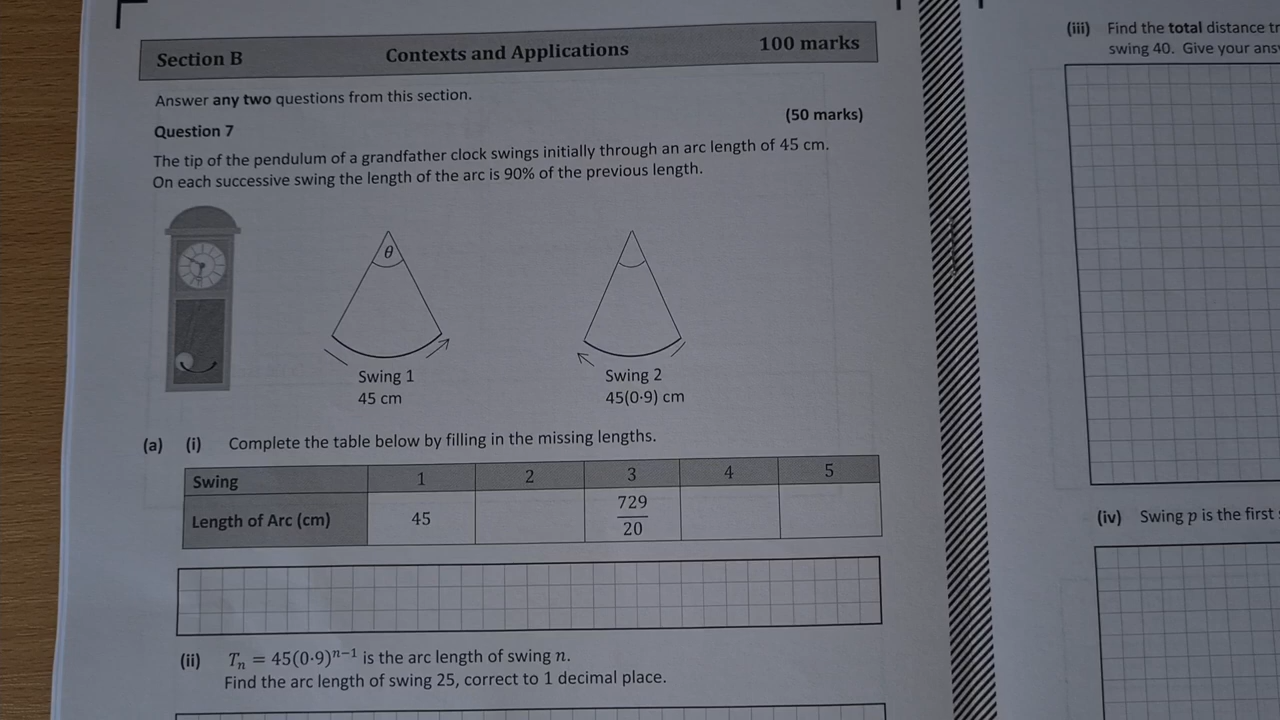 Section B Contexts and Applications 100 marks
Answer any two questions from this section.
Question 7 (50 marks)
The tip of the pendulum of a grandfather clock swings initially through an arc length of 45 cm.
On each successive swing the length of the arc is 90% of the previous length.
θ
Swing 1
45 cm
Swing 2
45(0·9) cm
(a) (i) Complete the table below by filling in the missing lengths.
Swing 1 2 3 4 5
Length of Arc (cm) 45 729/20
(ii) Tₙ = 45(0·9)ⁿ⁻¹ is the arc length of swing n.
Find the arc length of swing 25, correct to 1 decimal place.
(iii) Find the total distance
swing 40. Give your
(iv) Swing p is the first